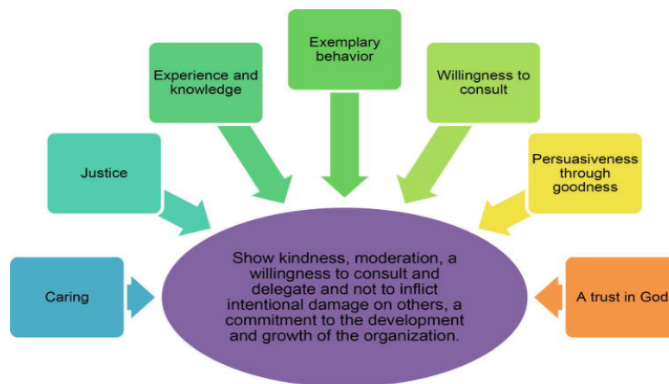 Exemplary
behavior
Experience and
knowledge
Willingness to
consult
Justice
Persuasiveness
through
goodness
Caring
Show kindness, moderation, a
willingness to consult and
delegate and not to inflict
intentional damage on others, a
commitment to the development
and growth of the organization.
A trust in God